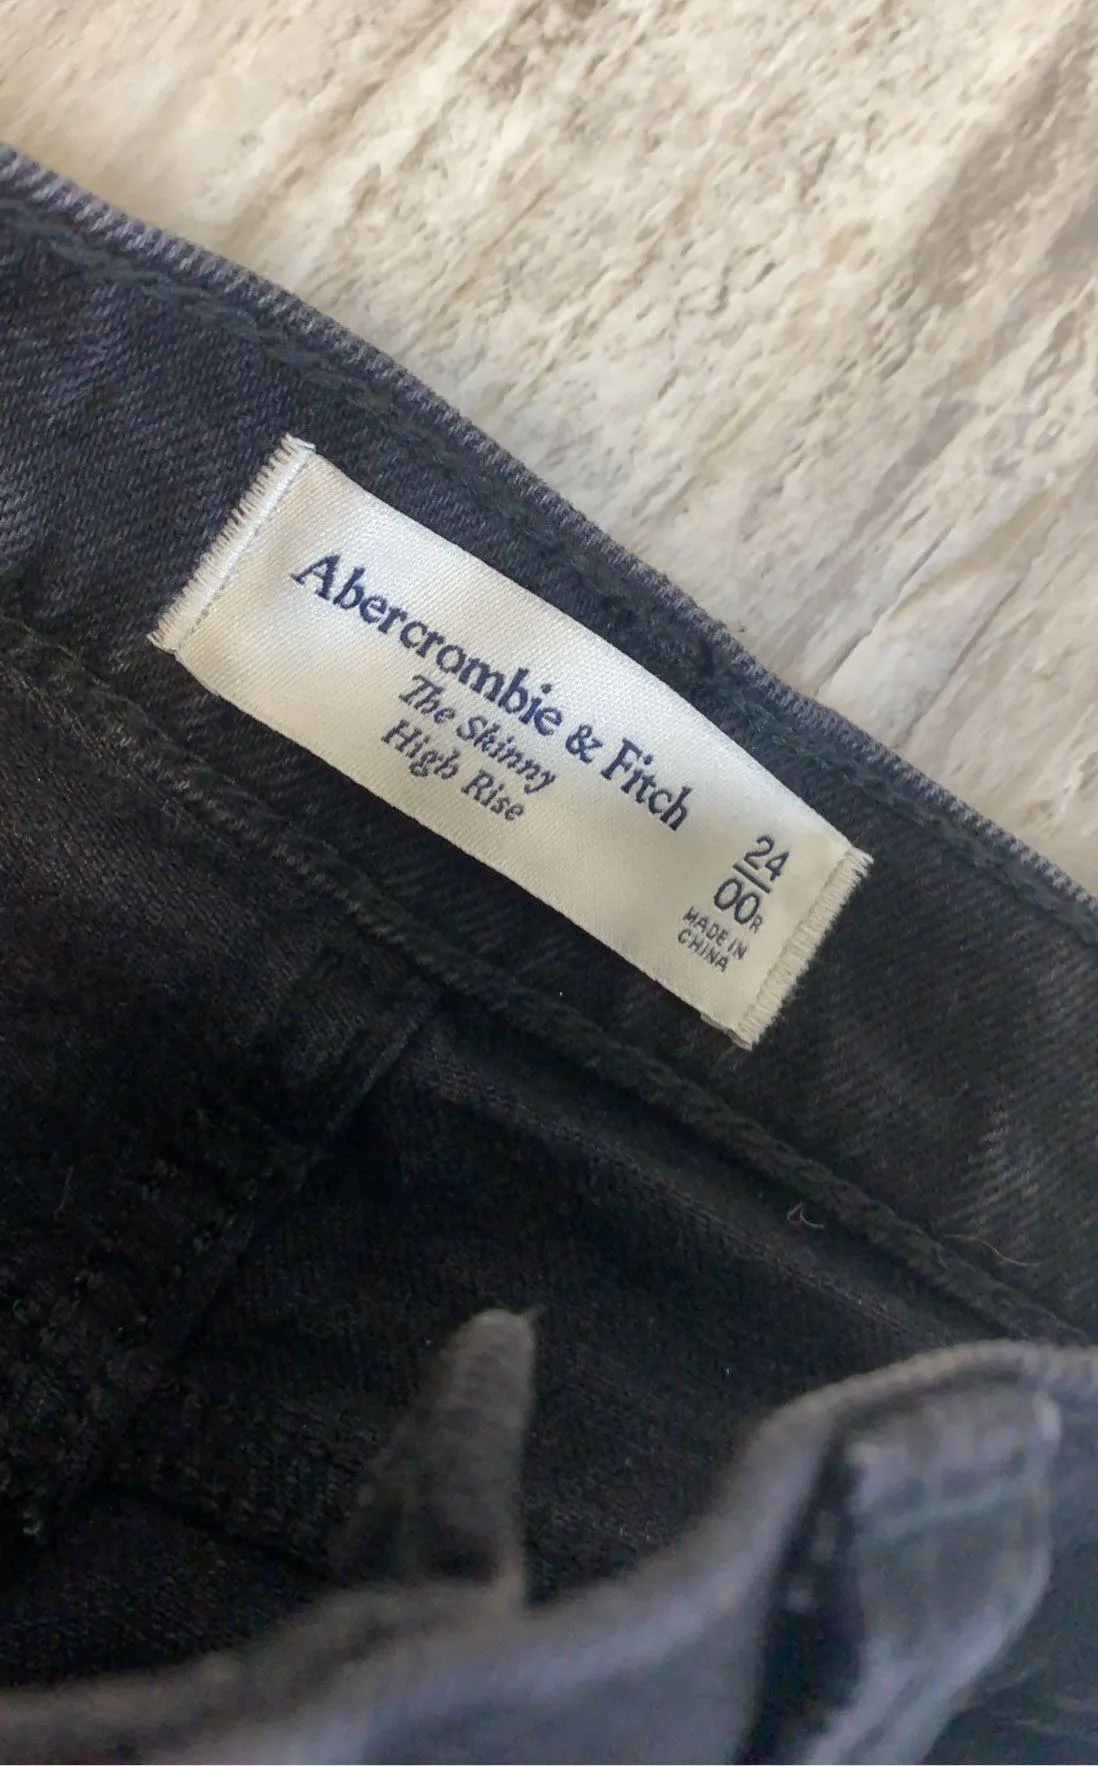 Abercrombie & Fitch
The Skinny
High Rise
24
00R
MADE IN
CHINA